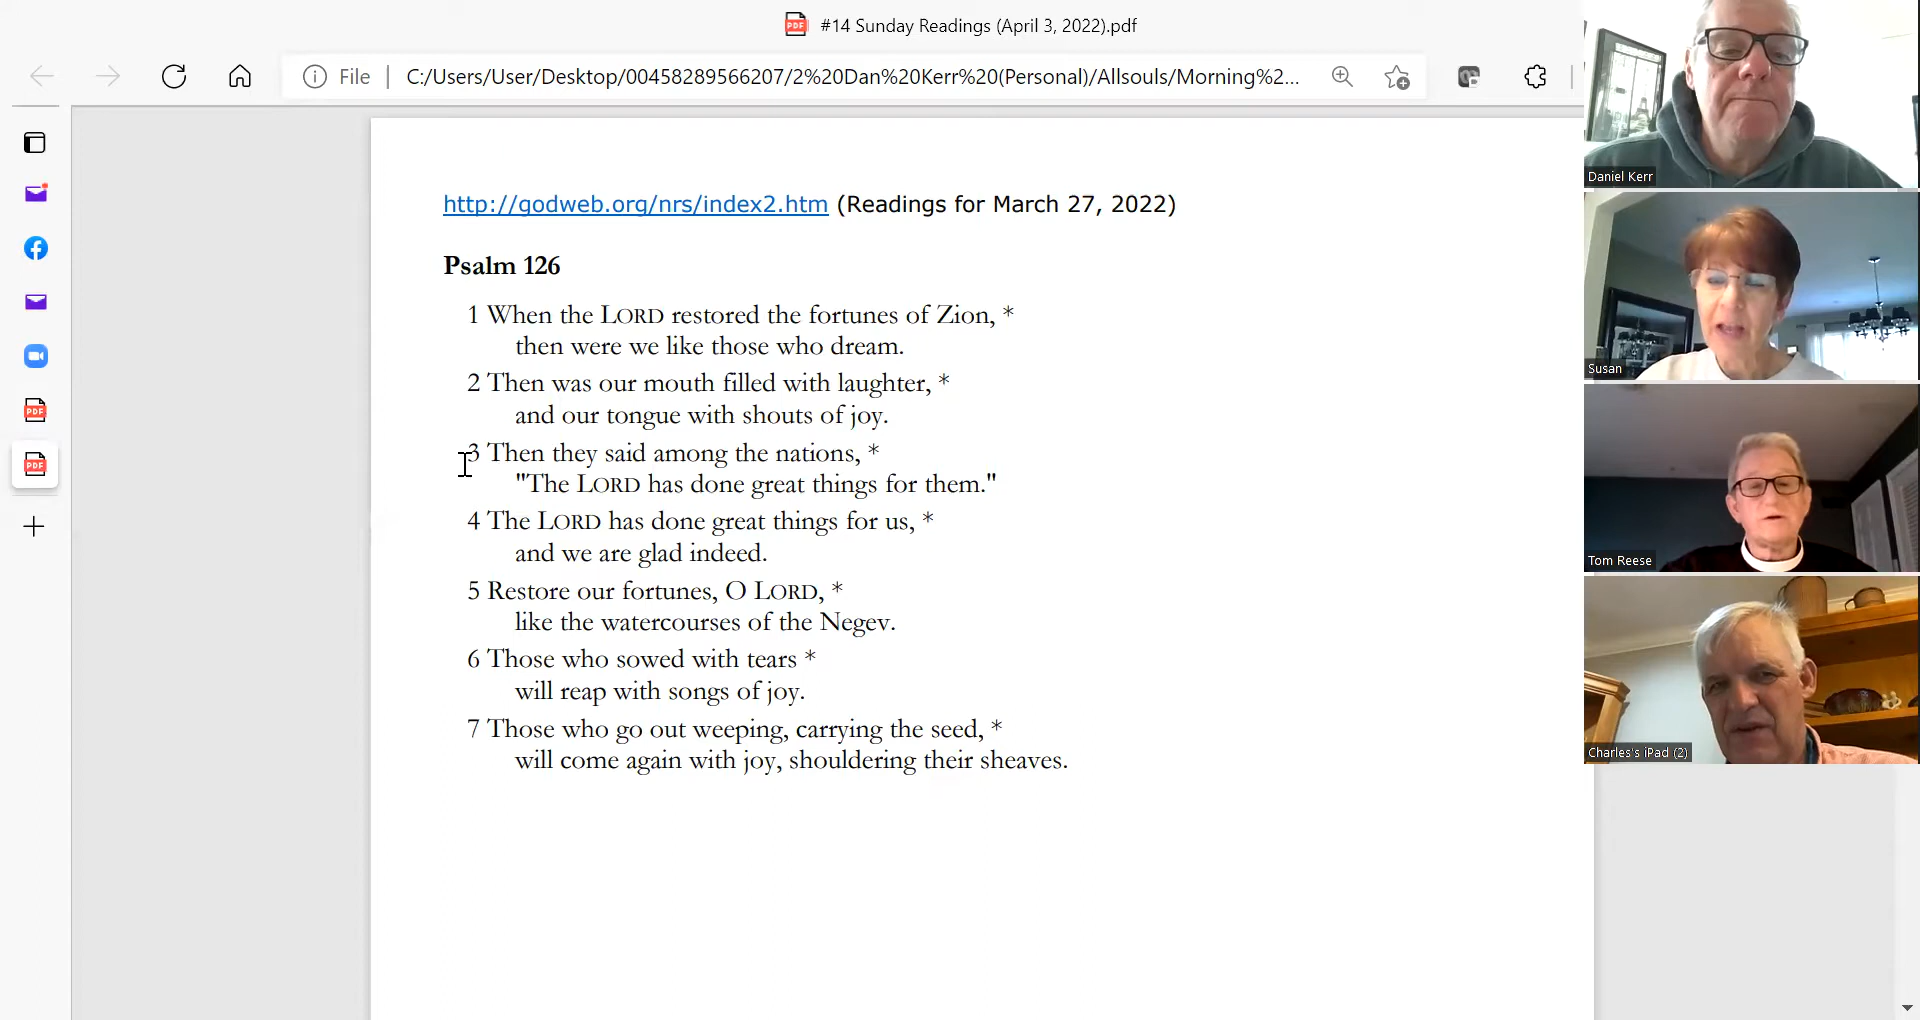 #14 Sunday Readings (April 3, 2022).pdf
File
C:/Users/User/Desktop/00458289566207/2%20Dan%20Kerr%20(Personal)/Allsouls/Morning%2...
http://godweb.org/nrs/index2.htm (Readings for March 27, 2022)
Psalm 126
1 When the LORD restored the fortunes of Zion, *
then were we like those who dream.
2 Then was our mouth filled with laughter, *
and our tongue with shouts of joy.
3 Then they said among the nations, *
"The LORD has done great things for them."
4 The LORD has done great things for us, *
and we are glad indeed.
5 Restore our fortunes, O LORD, *
like the watercourses of the Negev.
6 Those who sowed with tears *
will reap with songs of joy.
7 Those who go out weeping, carrying the seed, *
will come again with joy, shouldering their sheaves.
Daniel Kerr
Susan
Tom Reese
Charles's iPad (2)
PDF
PDF
PDF